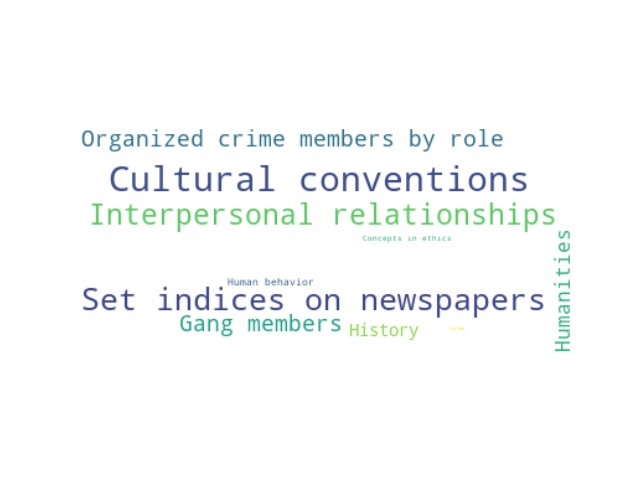 Organized crime members by role
Cultural conventions
Interpersonal relationships
Concepts in ethics
Humanities
Human behavior
Set indices on newspapers
Gang members
History